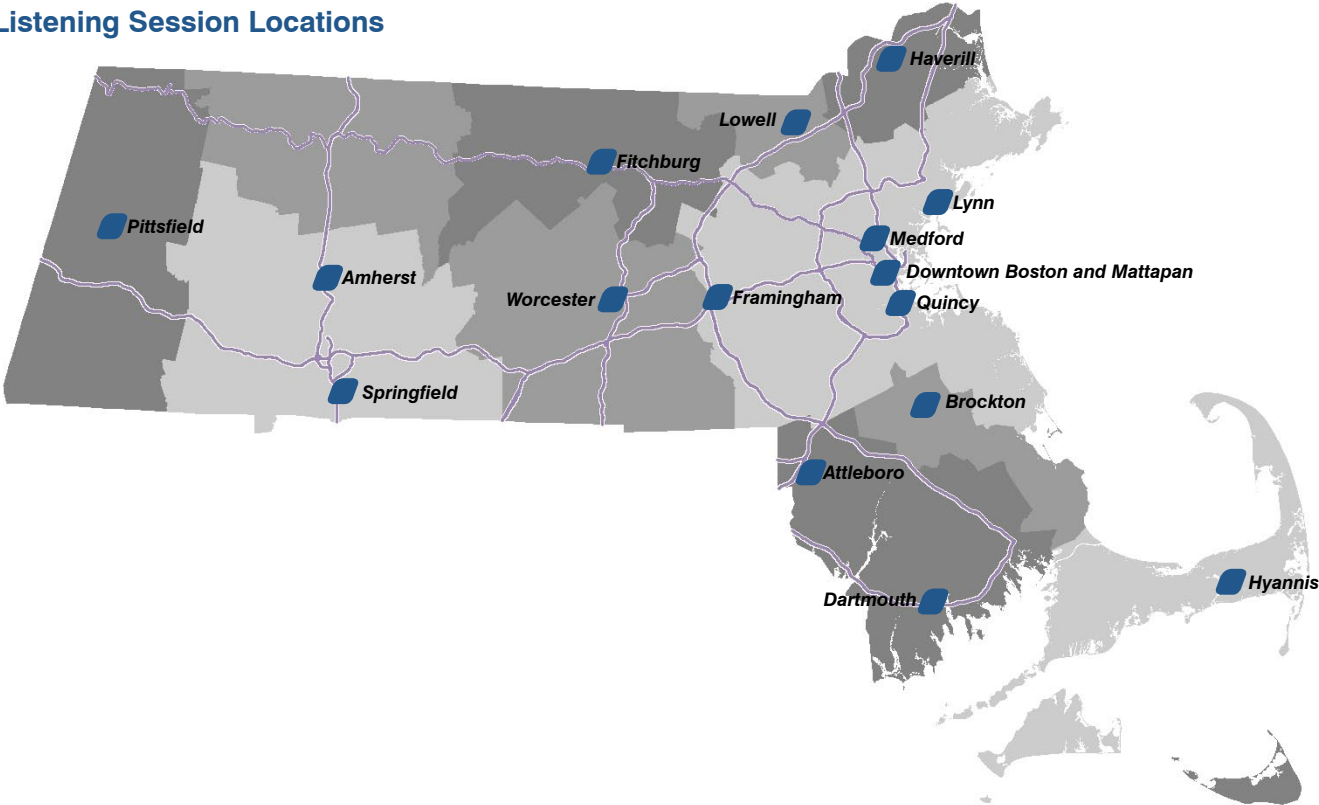 Listening Session Locations
Haverill
Lowell
Fitchburg
Lynn
Pittsfield
Medford
Amherst
Downtown Boston and Mattapan
Worcester
Framingham
Quincy
Springfield
Brockton
Attleboro
Hyannis
Dartmouth